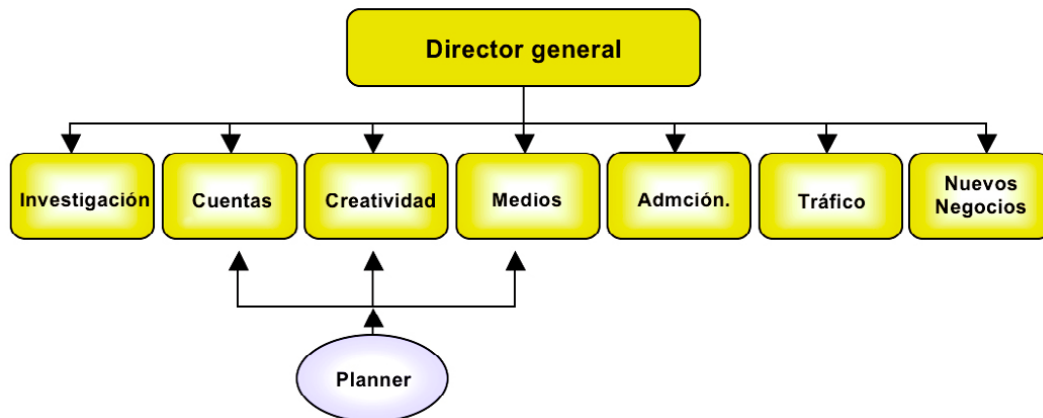 Director general
Investigación
Cuentas
Creatividad
Medios
Admción.
Tráfico
Nuevos
Negocios
Planner